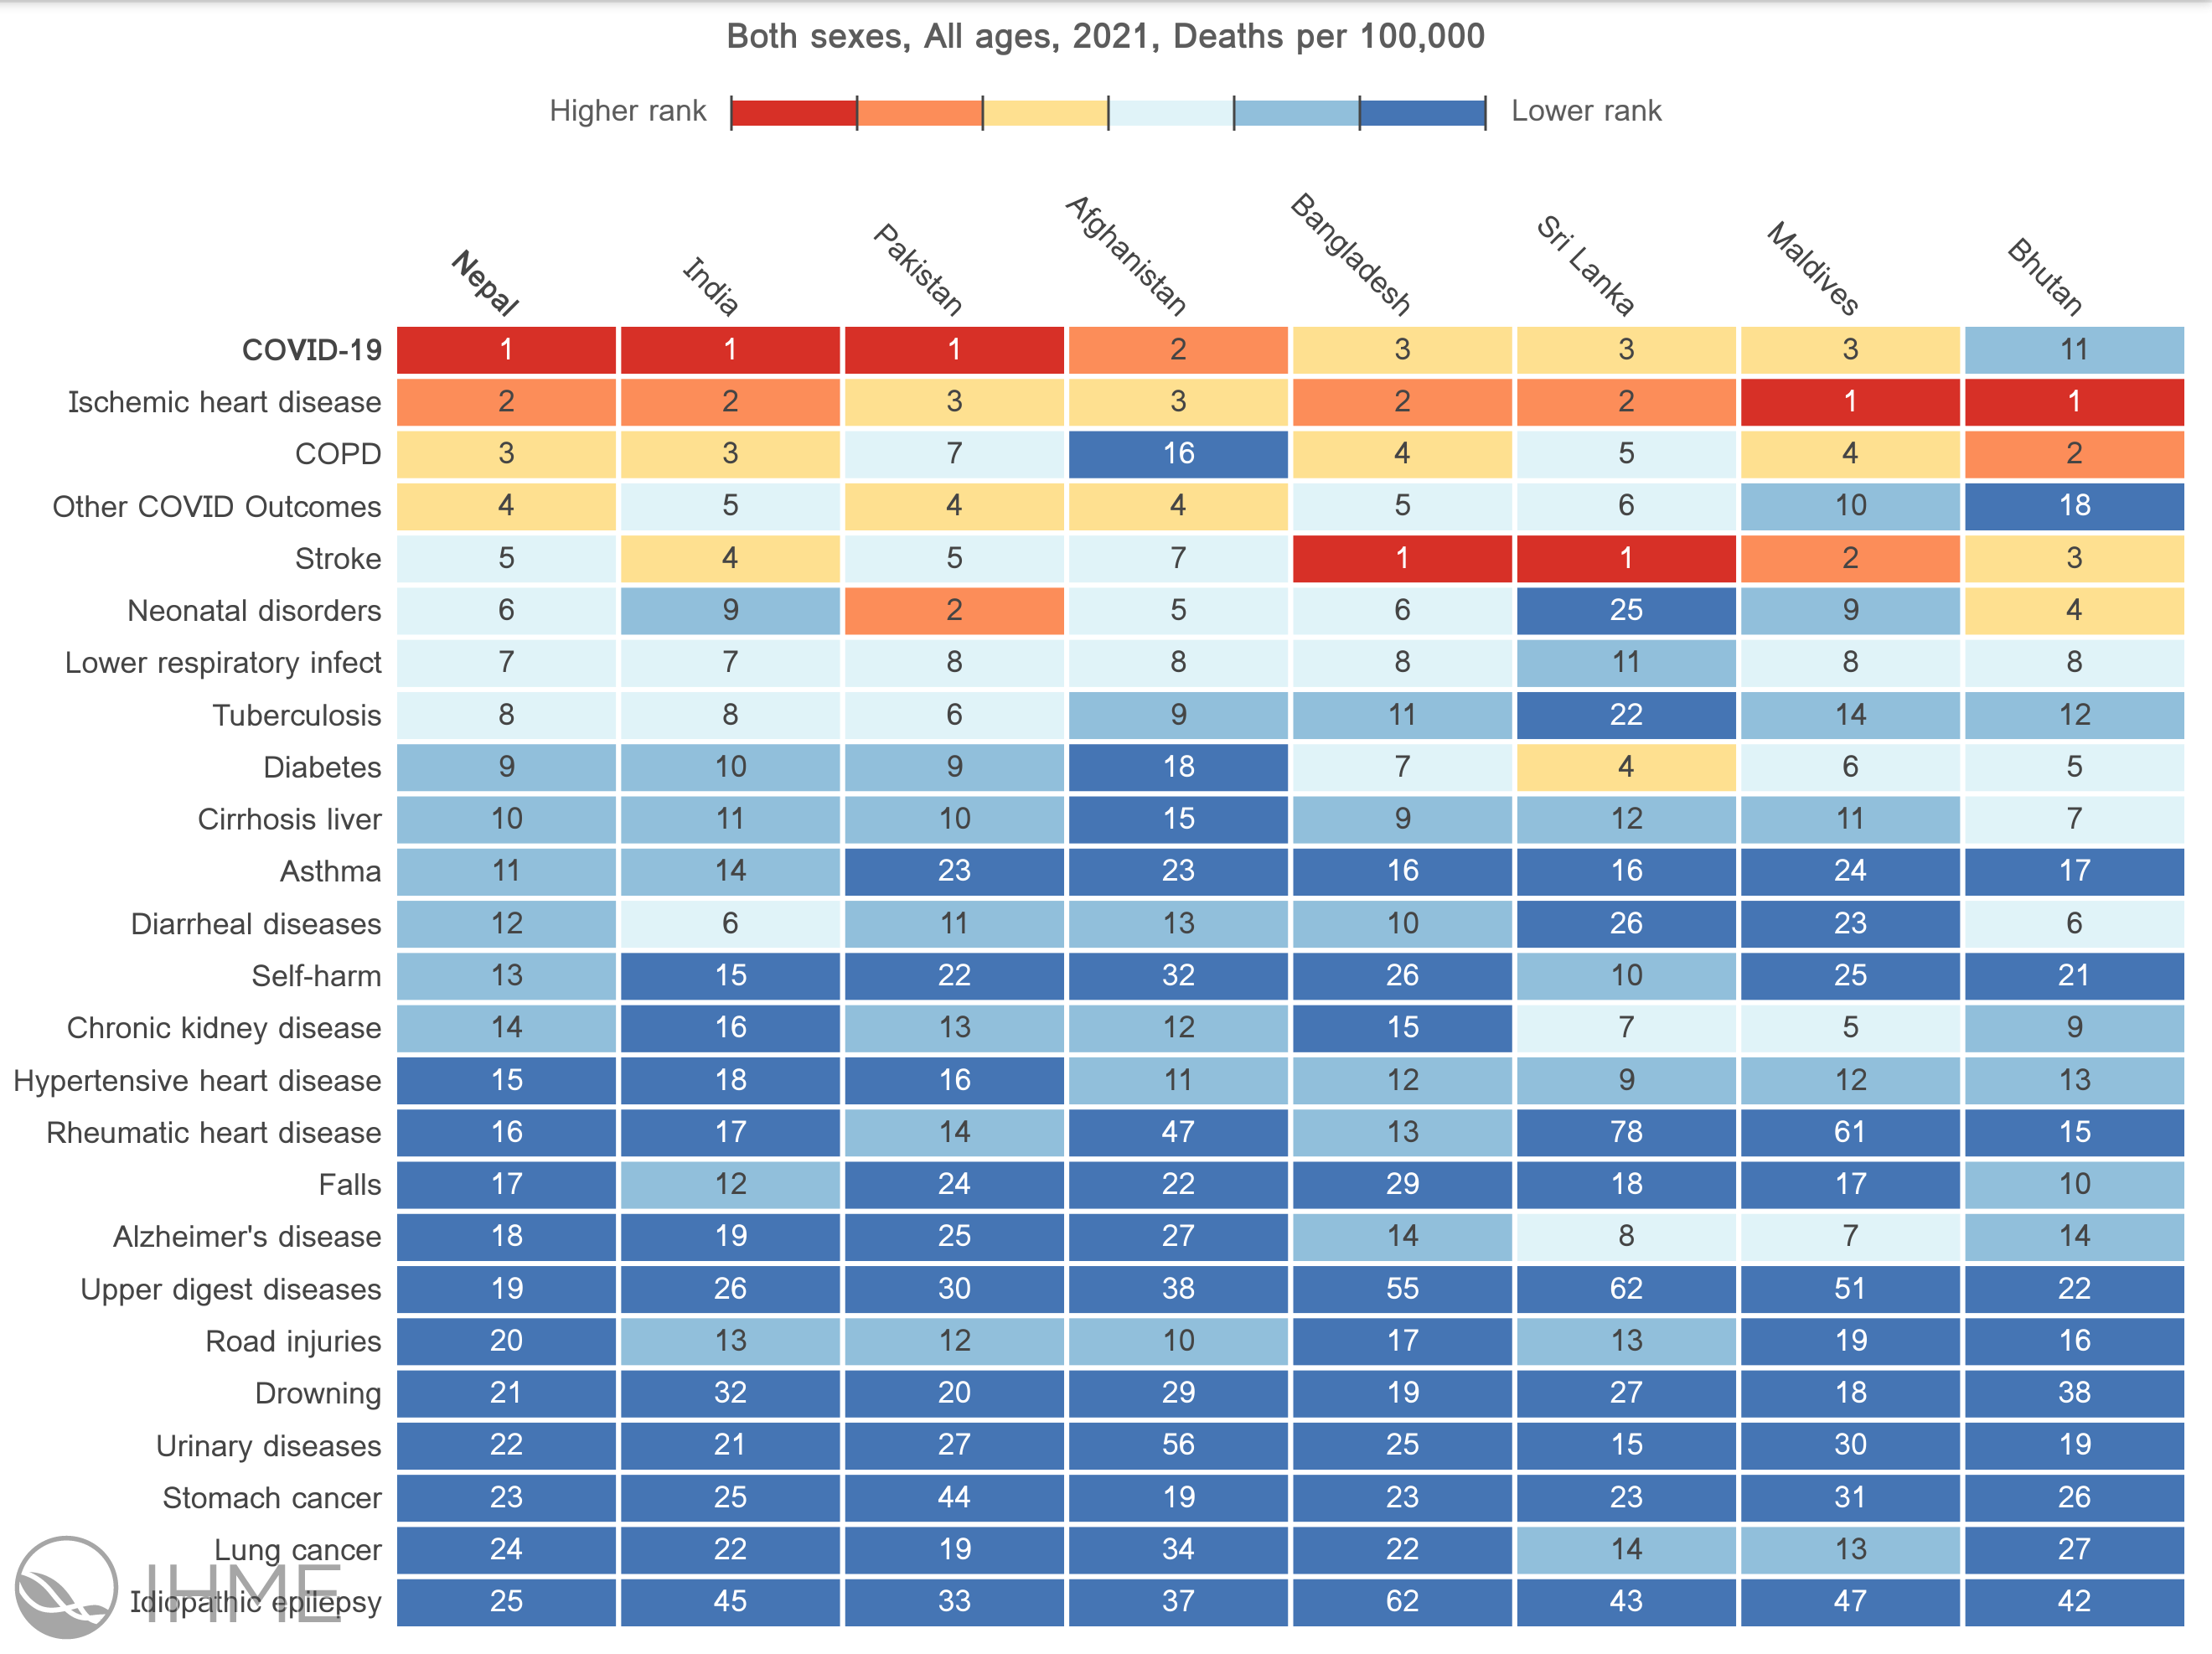 Both sexes, All ages, 2021, Deaths per 100,000
Higher rank Lower rank
Nepal India Pakistan Afghanistan Bangladesh Sri Lanka Maldives Bhutan
COVID-19 1 1 1 2 3 3 3 11
Ischemic heart disease 2 2 3 3 2 2 1 1
COPD 3 3 7 16 4 5 4 2
Other COVID Outcomes 4 5 4 4 5 6 10 18
Stroke 5 4 5 7 1 1 2 3
Neonatal disorders 6 9 2 5 6 25 9 4
Lower respiratory infect 7 7 8 8 8 11 8 8
Tuberculosis 8 8 6 9 11 22 14 12
Diabetes 9 10 9 18 7 4 6 5
Cirrhosis liver 10 11 10 15 9 12 11 7
Asthma 11 14 23 23 16 16 24 17
Diarrheal diseases 12 6 11 13 10 26 23 6
Self-harm 13 15 22 32 26 10 25 21
Chronic kidney disease 14 16 13 12 15 7 5 9
Hypertensive heart disease 15 18 16 11 12 9 12 13
Rheumatic heart disease 16 17 14 47 13 78 61 15
Falls 17 12 24 22 29 18 17 10
Alzheimer's disease 18 19 25 27 14 8 7 14
Upper digest diseases 19 26 30 38 55 62 51 22
Road injuries 20 13 12 10 17 13 19 16
Drowning 21 32 20 29 19 27 18 38
Urinary diseases 22 21 27 56 25 15 30 19
Stomach cancer 23 25 44 19 23 23 31 26
Lung cancer 24 22 19 34 22 14 13 27
IHME
Idiopathic epilepsy 25 45 33 37 62 43 47 42